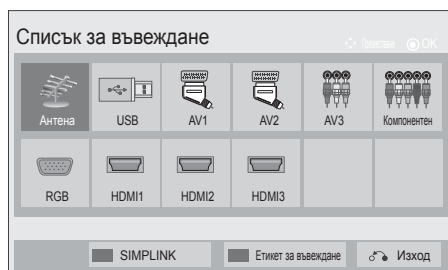 Списък за въвеждане
Преместване OK
Антена USB AV1 AV2 AV3 Компонентен
RGB HDMI1 HDMI2 HDMI3
SIMPLINK Етикет за въвеждане Изход